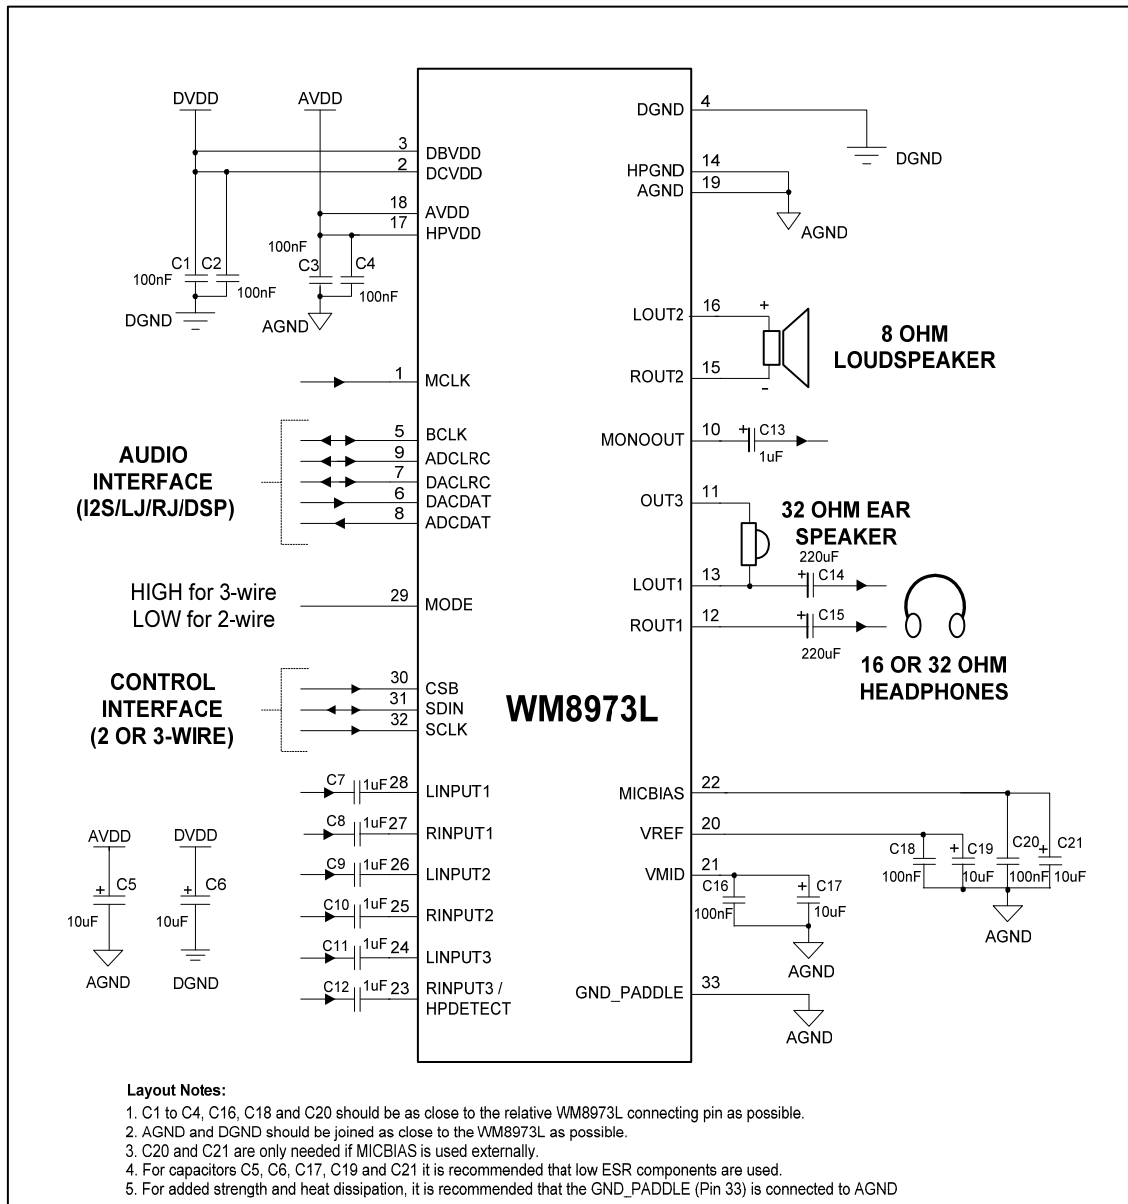 DVDD
AVDD
3
DBVDD
2
DCVDD
18
AVDD
17
HPVDD
100nF
C1
C2
C3
C4
100nF
100nF
100nF
DGND
AGND
1
MCLK
AUDIO
INTERFACE
(I2S/LJ/RJ/DSP)
5
BCLK
9
ADCLRC
7
DACLRC
6
DACDAT
8
ADCDAT
HIGH for 3-wire
LOW for 2-wire
29
MODE
CONTROL
INTERFACE
(2 OR 3-WIRE)
30
CSB
31
SDIN
32
SCLK
C7
1uF
28
LINPUT1
C8
1uF
27
RINPUT1
C9
1uF
26
LINPUT2
C10
1uF
25
RINPUT2
C11
1uF
24
LINPUT3
C12
1uF
23
RINPUT3 /
HPDETECT
AVDD
DVDD
+
C5
+
C6
10uF
10uF
AGND
DGND
WM8973L
DGND
4
DGND
HPGND
14
AGND
19
AGND
LOUT2
16
+
ROUT2
15
-
8 OHM
LOUDSPEAKER
MONOOUT
10
+
C13
1uF
OUT3
11
32 OHM EAR
SPEAKER
220uF
LOUT1
13
+
C14
ROUT1
12
+
C15
220uF
16 OR 32 OHM
HEADPHONES
MICBIAS
22
VREF
20
C18
+
C19
C20
+
C21
100nF
10uF
100nF
10uF
AGND
VMID
21
C16
+
C17
100nF
10uF
AGND
GND_PADDLE
33
AGND
Layout Notes:
1. C1 to C4, C16, C18 and C20 should be as close to the relative WM8973L connecting pin as possible.
2. AGND and DGND should be joined as close to the WM8973L as possible.
3. C20 and C21 are only needed if MICBIAS is used externally.
4. For capacitors C5, C6, C17, C19 and C21 it is recommended that low ESR components are used.
5. For added strength and heat dissipation, it is recommended that the GND_PADDLE (Pin 33) is connected to AGND